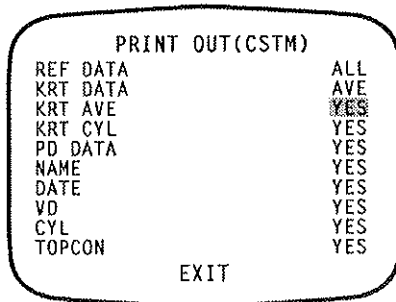 PRINT OUT(CSTM)
REF DATA ALL
KRT DATA AVE
KRT AVE YES
KRT CYL YES
PD DATA YES
NAME YES
DATE YES
VD YES
CYL YES
TOPCON YES
EXIT